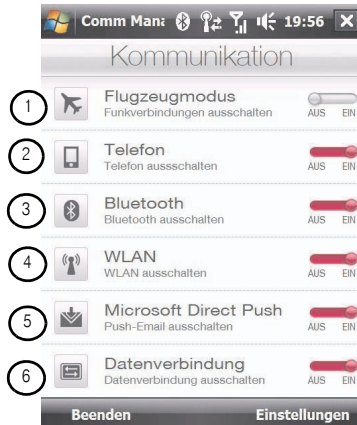 Comm Mana 19:56
Kommunikation
1 Flugzeugmodus
Funkverbindungen ausschalten AUS EIN
2 Telefon
Telefon aussschalten AUS EIN
3 Bluetooth
Bluetooth ausschalten AUS EIN
4 WLAN
WLAN ausschalten AUS EIN
5 Microsoft Direct Push
Push-Email ausschalten AUS EIN
6 Datenverbindung
Datenverbindung ausschalten AUS EIN
Beenden Einstellungen